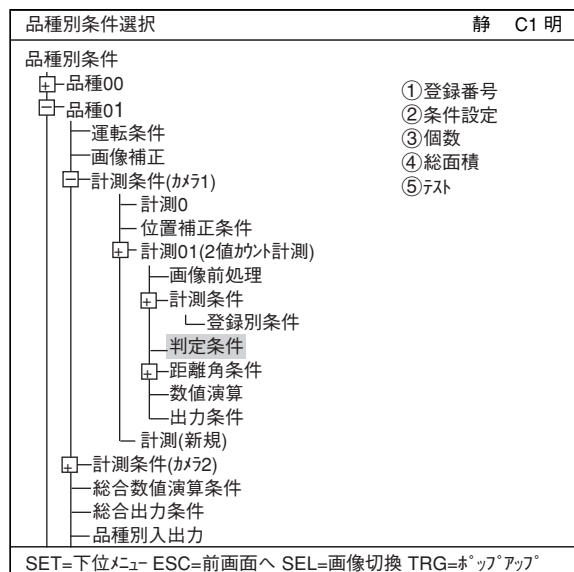 品種別条件選択 静 C1 明
品種別条件
品種00
品種01
運転条件
画像補正
計測条件(ｶﾒﾗ1)
計測0
位置補正条件
計測01(2値ｶｳﾝﾄ計測)
画像前処理
計測条件
登録別条件
判定条件
距離角条件
数値演算
出力条件
計測(新規)
計測条件(ｶﾒﾗ2)
総合数値演算条件
総合出力条件
品種別入出力
①登録番号
②条件設定
③個数
④総面積
⑤ﾃｽﾄ
SET=下位ﾒﾆｭｰ ESC=前画面へ SEL=画像切換 TRG=ﾎﾟｯﾌﾟｱｯﾌﾟ